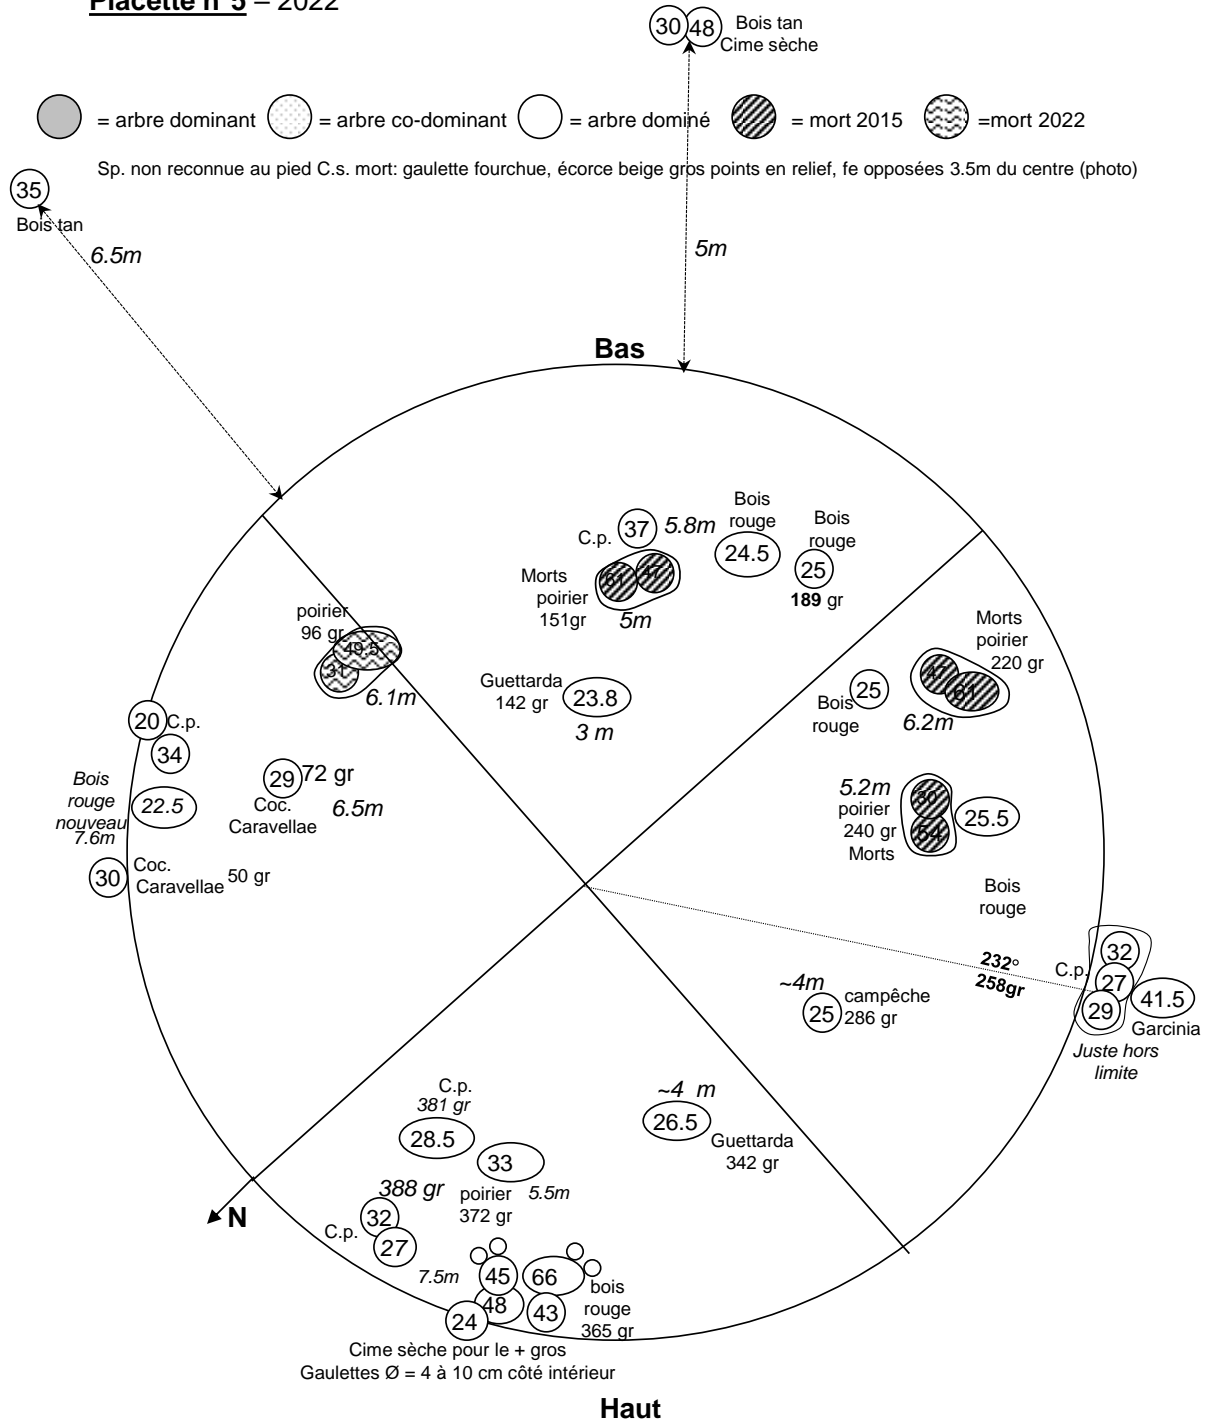 Placette n°5 – 2022
30 48 Bois tan
Cime sèche
= arbre dominant = arbre co-dominant = arbre dominé = mort 2015 =mort 2022
Sp. non reconnue au pied C.s. mort: gaulette fourchue, écorce beige gros points en relief, fe opposées 3.5m du centre (photo)
35
Bois tan
6.5m
5m
Bas
Bois
rouge
24.5
Bois
rouge
25
189 gr
C.p.
37
5.8m
Morts
poirier
151gr
61 47
5m
poirier
96 gr
49.5
31
6.1m
Guettarda
142 gr
23.8
3 m
Morts
poirier
220 gr
47
61
6.2m
25
Bois
rouge
20
C.p.
34
Bois
rouge
nouveau
7.6m
22.5
29
72 gr
Coc.
Caravellae
6.5m
30
Coc.
Caravellae
50 gr
5.2m
poirier
240 gr
Morts
30
54
25.5
Bois
rouge
232°
258gr
C.p.
32
27
29
41.5
Garcinia
Juste hors
limite
~4m
25
campêche
286 gr
C.p.
381 gr
28.5
33
poirier
372 gr
5.5m
~4 m
26.5
Guettarda
342 gr
N
388 gr
32
C.p.
27
7.5m
45
66
48
43
24
bois
rouge
365 gr
Cime sèche pour le + gros
Gaulettes Ø = 4 à 10 cm côté intérieur
Haut